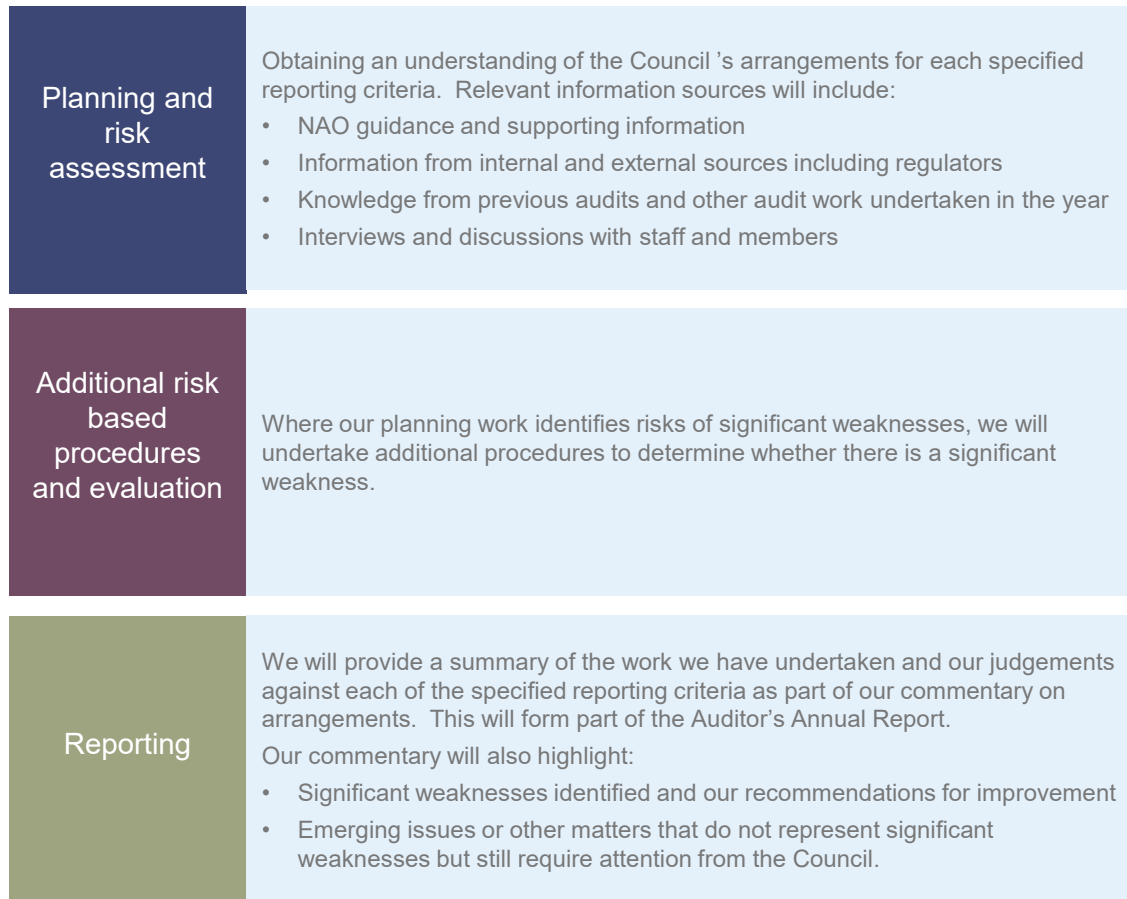 Planning and
risk
assessment
Obtaining an understanding of the Council 's arrangements for each specified
reporting criteria.  Relevant information sources will include:
• NAO guidance and supporting information
• Information from internal and external sources including regulators
• Knowledge from previous audits and other audit work undertaken in the year
• Interviews and discussions with staff and members
Additional risk
based
procedures
and evaluation
Where our planning work identifies risks of significant weaknesses, we will
undertake additional procedures to determine whether there is a significant
weakness.
Reporting
We will provide a summary of the work we have undertaken and our judgements
against each of the specified reporting criteria as part of our commentary on
arrangements.  This will form part of the Auditor's Annual Report.
Our commentary will also highlight:
• Significant weaknesses identified and our recommendations for improvement
• Emerging issues or other matters that do not represent significant
weaknesses but still require attention from the Council.